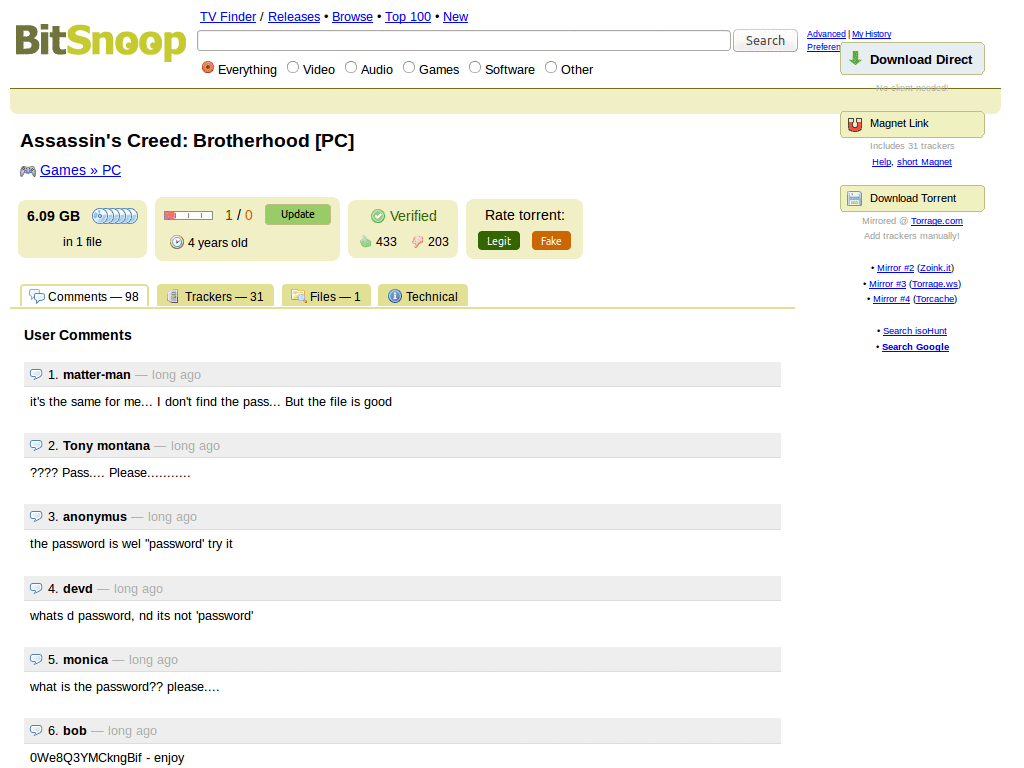 BitSnoop
TV Finder / Releases • Browse • Top 100 • New
Search
Advanced | My History
Everything Video Audio Games Software Other
Download Direct
No client needed!
Assassin's Creed: Brotherhood [PC]
Games » PC
Magnet Link
Includes 31 trackers
Help, short Magnet
Download Torrent
Mirrored @ Torrage.com
Add trackers manually!
• Mirror #2 (Zoink.it)
• Mirror #3 (Torrage.ws)
• Mirror #4 (Torcache)
• Search isoHunt
• Search Google
6.09 GB
in 1 file
1 / 0 Update
4 years old
Verified
433 203
Rate torrent:
Legit Fake
Comments — 98 Trackers — 31 Files — 1 Technical
User Comments
1. matter-man — long ago
it's the same for me... I don't find the pass... But the file is good
2. Tony montana — long ago
???? Pass.... Please...........
3. anonymus — long ago
the password is wel "password' try it
4. devd — long ago
whats d password, nd its not 'password'
5. monica — long ago
what is the password?? please....
6. bob — long ago
0We8Q3YMCkngBif - enjoy